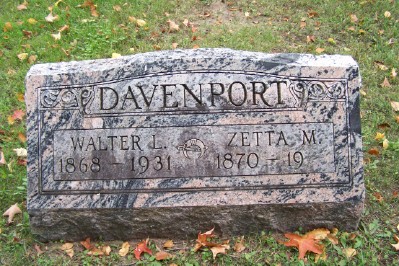 DAVENPORT
WALTER L. ZETTA M.
1868 - 1931 1870 - 19